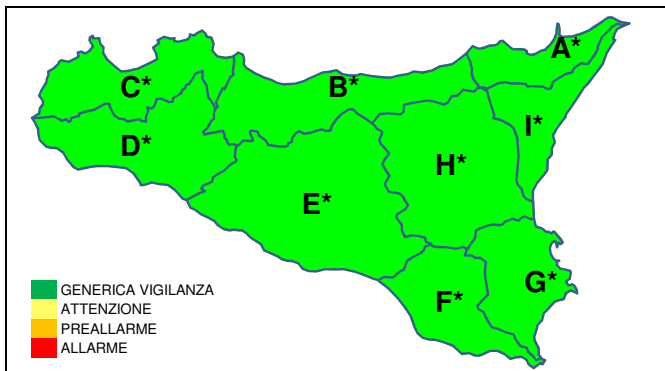 A*
C*
B*
I*
D*
H*
E*
G*
F*
GENERICA VIGILANZA
ATTENZIONE
PREALLARME
ALLARME